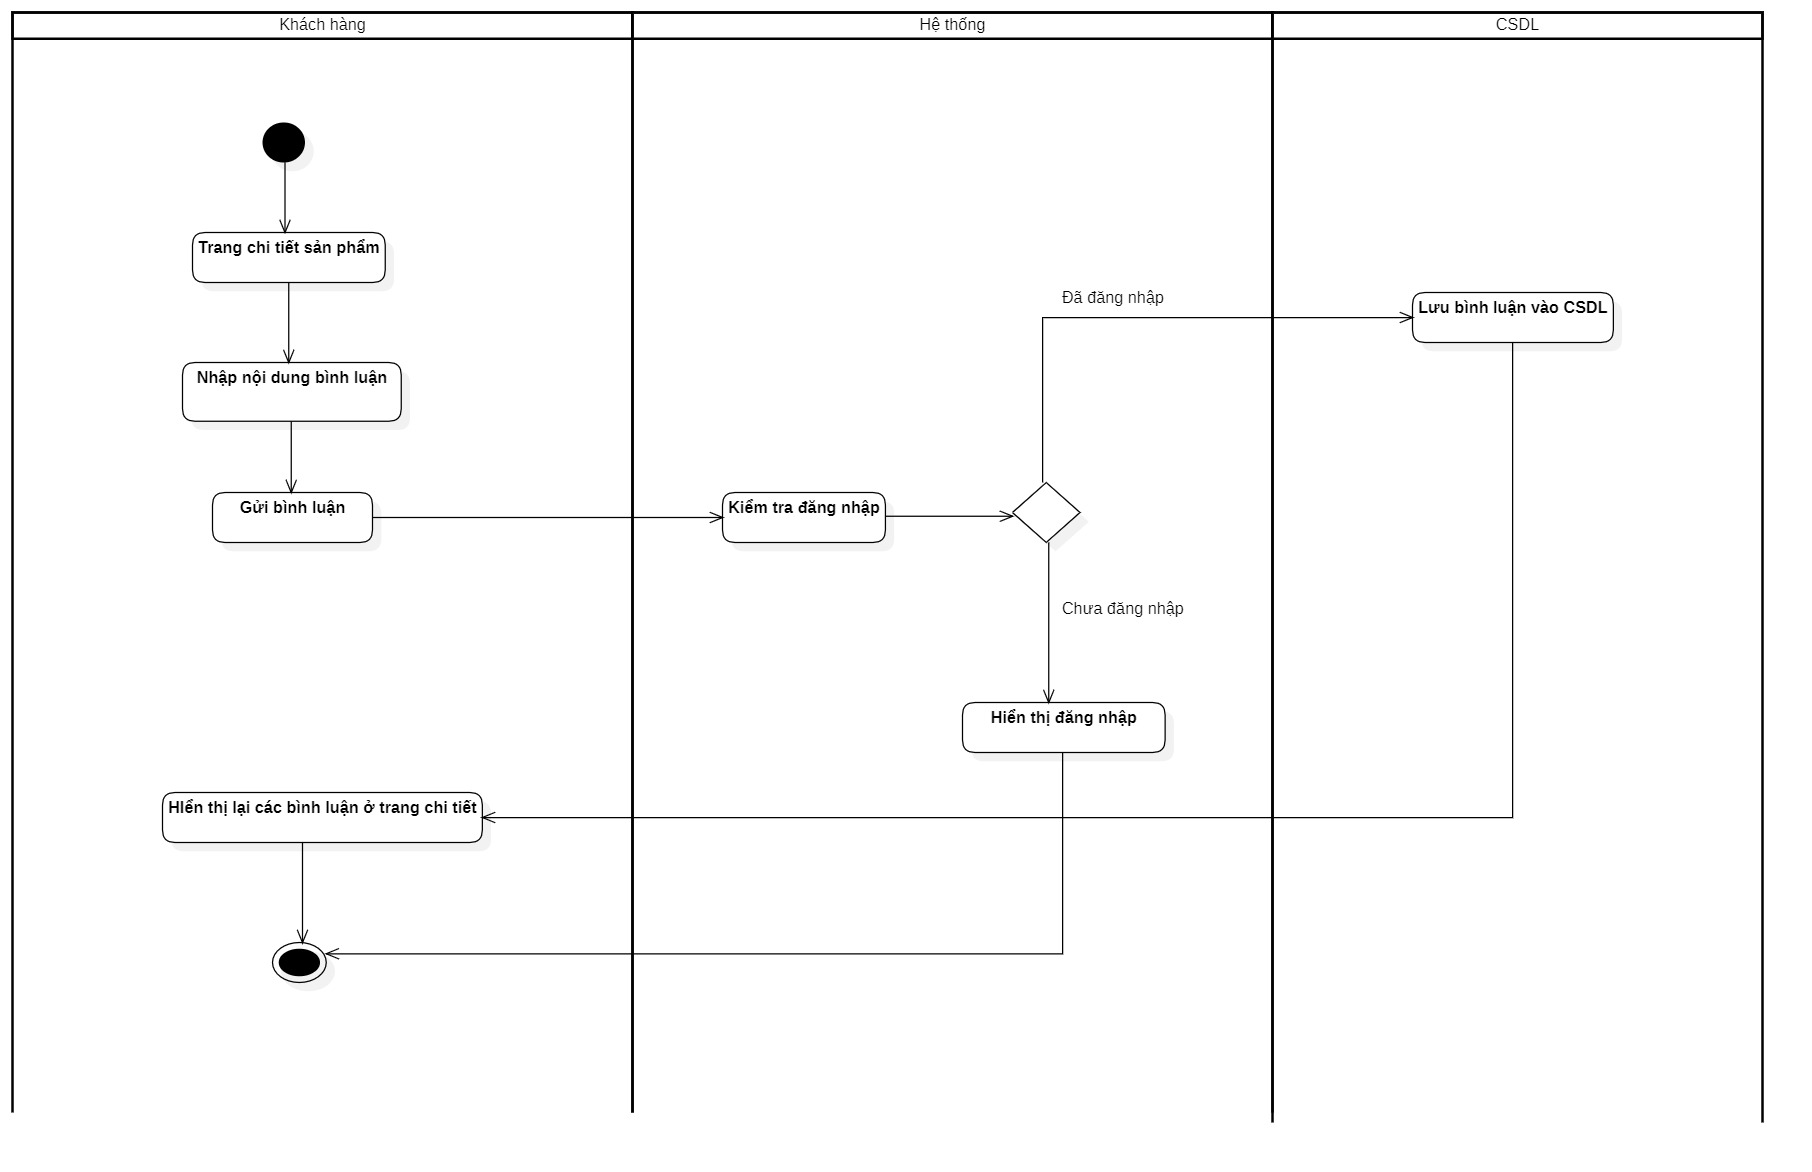 Khách hàng
Hệ thống
CSDL
Trang chi tiết sản phẩm
Đã đăng nhập
Lưu bình luận vào CSDL
Nhập nội dung bình luận
Gửi bình luận
Kiểm tra đăng nhập
Chưa đăng nhập
Hiển thị đăng nhập
HIển thị lại các bình luận ở trang chi tiết